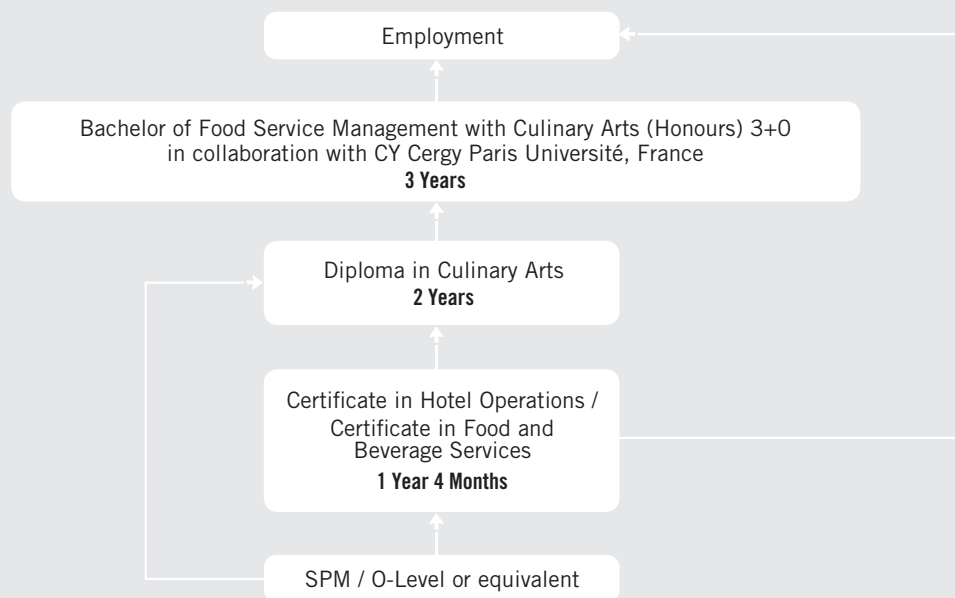 Employment
Bachelor of Food Service Management with Culinary Arts (Honours) 3+0
in collaboration with CY Cergy Paris Université, France
3 Years
Diploma in Culinary Arts
2 Years
Certificate in Hotel Operations /
Certificate in Food and
Beverage Services
1 Year 4 Months
SPM / O-Level or equivalent